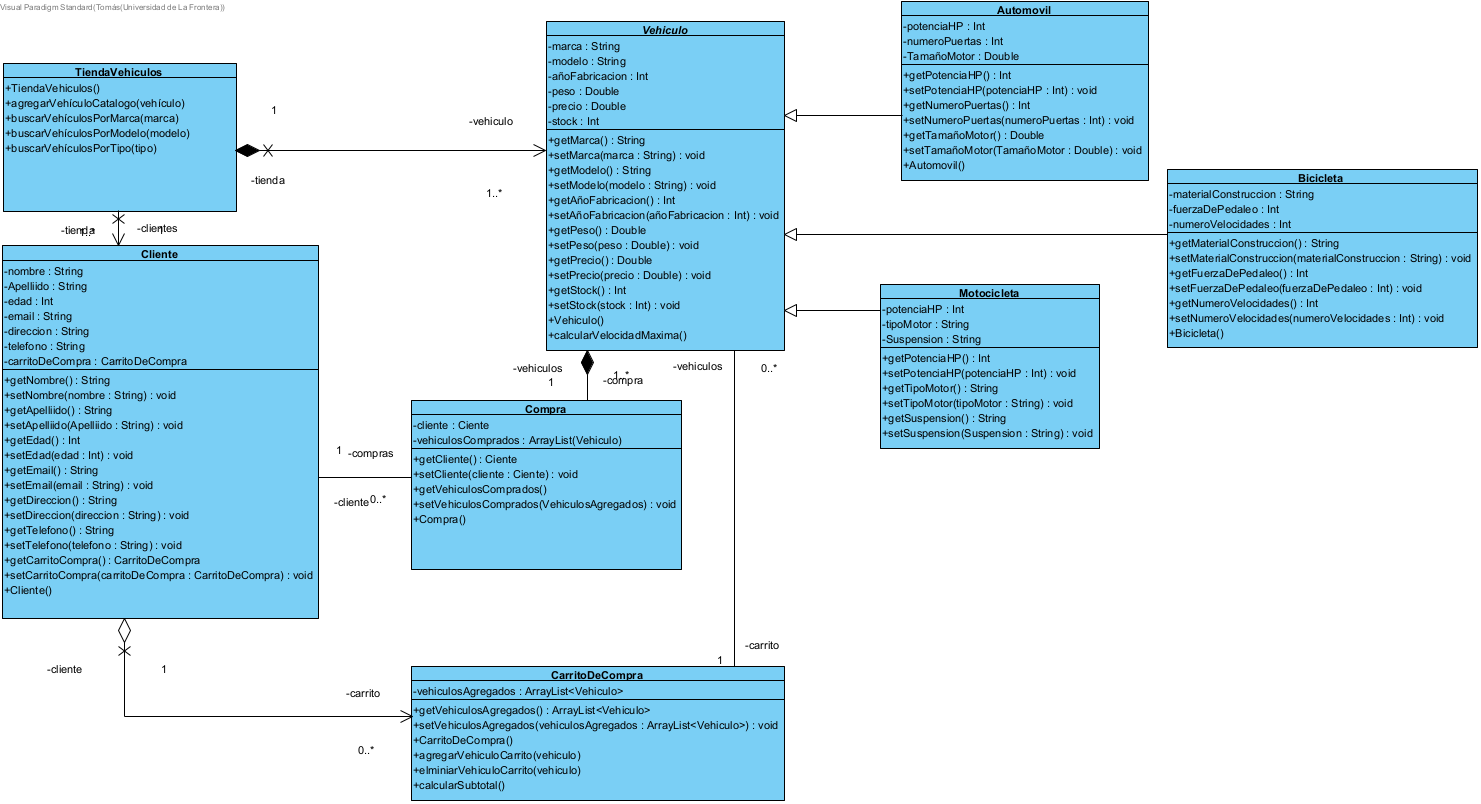 Visual Paradigm Standard(Tomás(Universidad de La Frontera))
TiendaVehiculos
+TiendaVehiculos()
+agregarVehículoCatalogo(vehículo)
+buscarVehículosPorMarca(marca)
+buscarVehículosPorModelo(modelo)
+buscarVehículosPorTipo(tipo)
1
-tienda
-vehiculo
1..*
Vehiculo
-marca : String
-modelo : String
-añoFabricacion : Int
-peso : Double
-precio : Double
-stock : Int
+getMarca() : String
+setMarca(marca : String) : void
+getModelo() : String
+setModelo(modelo : String) : void
+getAñoFabricacion() : Int
+setAñoFabricacion(añoFabricacion : Int) : void
+getPeso() : Double
+setPeso(peso : Double) : void
+getPrecio() : Double
+setPrecio(precio : Double) : void
+getStock() : Int
+setStock(stock : Int) : void
+Vehiculo()
+calcularVelocidadMaxima()
Automovil
-potenciaHP : Int
-numeroPuertas : Int
-TamañoMotor : Double
+getPotenciaHP() : Int
+setPotenciaHP(potenciaHP : Int) : void
+getNumeroPuertas() : Int
+setNumeroPuertas(numeroPuertas : Int) : void
+getTamañoMotor() : Double
+setTamañoMotor(TamañoMotor : Double) : void
+Automovil()
Bicicleta
-materialConstruccion : String
-fuerzaDePedaleo : Int
-numeroVelocidades : Int
+getMaterialConstruccion() : String
+setMaterialConstruccion(materialConstruccion : String) : void
+getFuerzaDePedaleo() : Int
+setFuerzaDePedaleo(fuerzaDePedaleo : Int) : void
+getNumeroVelocidades() : Int
+setNumeroVelocidades(numeroVelocidades : Int) : void
+Bicicleta()
Motocicleta
-potenciaHP : Int
-tipoMotor : String
-Suspension : String
+getPotenciaHP() : Int
+setPotenciaHP(potenciaHP : Int) : void
+getTipoMotor() : String
+setTipoMotor(tipoMotor : String) : void
+getSuspension() : String
+setSuspension(Suspension : String) : void
-tienda
-clientes
Cliente
-nombre : String
-Apelliido : String
-edad : Int
-email : String
-direccion : String
-telefono : String
-carritoDeCompra : CarritoDeCompra
+getNombre() : String
+setNombre(nombre : String) : void
+getApelliido() : String
+setApelliido(Apelliido : String) : void
+getEdad() : Int
+setEdad(edad : Int) : void
+getEmail() : String
+setEmail(email : String) : void
+getDireccion() : String
+setDireccion(direccion : String) : void
+getTelefono() : String
+setTelefono(telefono : String) : void
+getCarritoCompra() : CarritoDeCompra
+setCarritoCompra(carritoDeCompra : CarritoDeCompra) : void
+Cliente()
-vehiculos
1
1..*
-compra
-vehiculos
0..*
Compra
-cliente : Ciente
-vehiculosComprados : ArrayList(Vehiculo)
+getCliente() : Ciente
+setCliente(cliente : Ciente) : void
+getVehiculosComprados()
+setVehiculosComprados(VehiculosAgregados) : void
+Compra()
1
-compras
-cliente
0..*
-cliente
1
-carrito
0..*
-carrito
1
CarritoDeCompra
-vehiculosAgregados : ArrayList<Vehiculo>
+getVehiculosAgregados() : ArrayList<Vehiculo>
+setVehiculosAgregados(vehiculosAgregados : ArrayList<Vehiculo>) : void
+CarritoDeCompra()
+agregarVehiculoCarrito(vehiculo)
+elminiarVehiculoCarrito(vehiculo)
+calcularSubtotal()